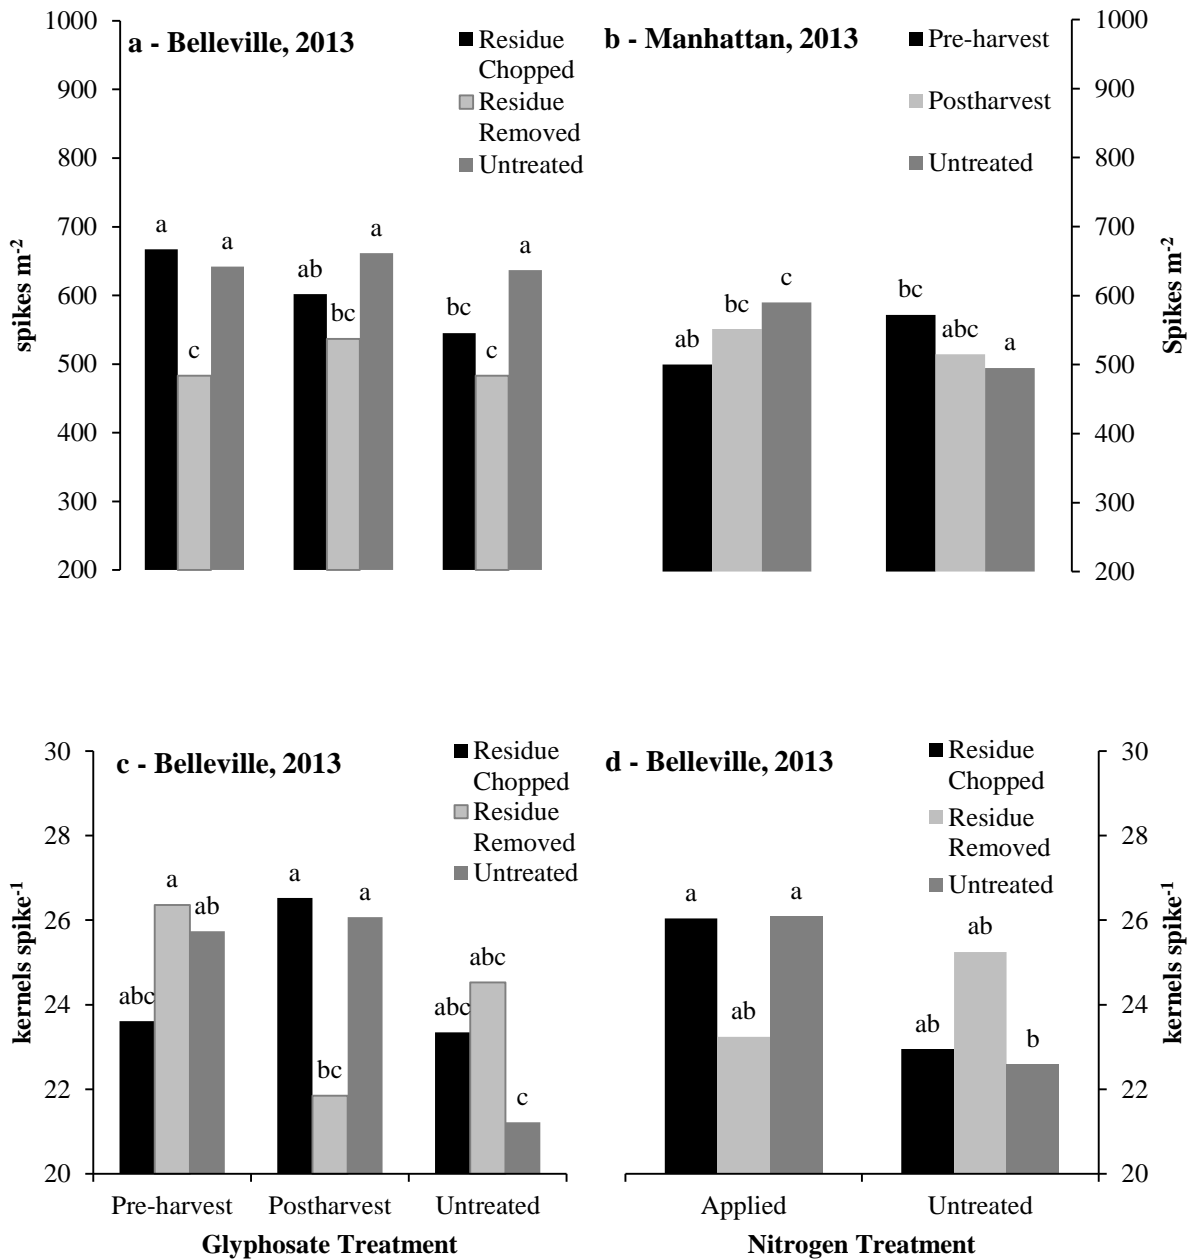 a - Belleville, 2013
Residue
Chopped
Residue
Removed
Untreated
spikes m-2
1000
900
800
700
600
500
400
300
200
a
c
a
ab
bc
a
bc
c
a
b - Manhattan, 2013
Pre-harvest
Postharvest
Untreated
ab
bc
c
bc
abc
a
1000
900
800
700
600
500
400
300
200
Spikes m-2
c - Belleville, 2013
Residue
Chopped
Residue
Removed
Untreated
kernels spike-1
30
28
26
24
22
20
abc
a
ab
a
bc
a
abc
abc
c
Pre-harvest
Postharvest
Untreated
Glyphosate Treatment
d - Belleville, 2013
Residue
Chopped
Residue
Removed
Untreated
a
ab
a
ab
ab
b
30
28
26
24
22
20
kernels spike-1
Applied
Untreated
Nitrogen Treatment